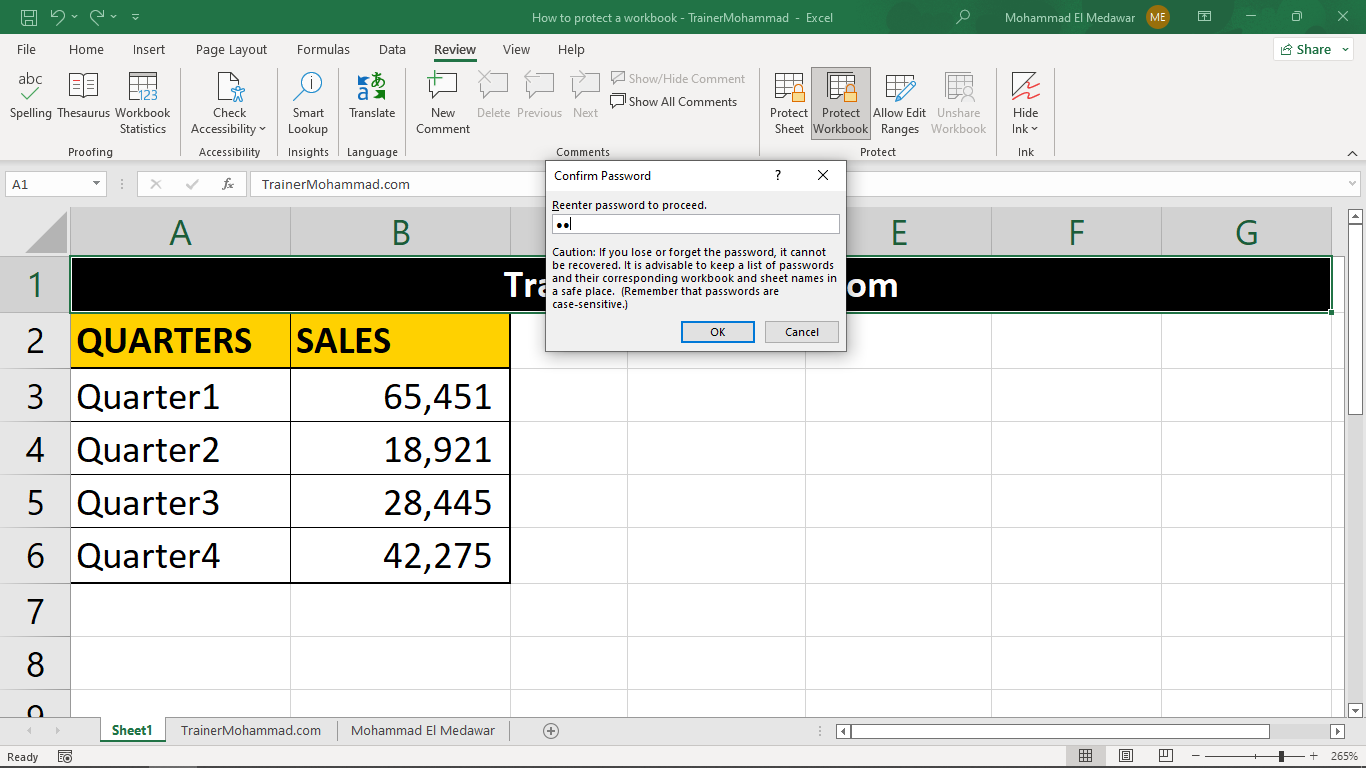 How to protect a workbook - TrainerMohammad - Excel
Mohammad El Medawar
ME
File Home Insert Page Layout Formulas Data Review View Help
Share
abc
Spelling
Thesaurus
123
Workbook
Statistics
Proofing
Check
Accessibility
Accessibility
Smart
Lookup
Insights
Translate
Language
New
Comment
Delete
Previous
Next
Show/Hide Comment
Show All Comments
Comments
Protect
Sheet
Protect
Workbook
Allow Edit
Ranges
Unshare
Workbook
Protect
Hide
Ink
Ink
A1
fx
TrainerMohammad.com
Confirm Password
?
Reenter password to proceed.
Caution: If you lose or forget the password, it cannot
be recovered. It is advisable to keep a list of passwords
and their corresponding workbook and sheet names in
a safe place. (Remember that passwords are
case-sensitive.)
OK Cancel
A B E F G
1
2 QUARTERS SALES
3 Quarter1 65,451
4 Quarter2 18,921
5 Quarter3 28,445
6 Quarter4 42,275
7
8
9
Sheet1 TrainerMohammad.com Mohammad El Medawar
Ready
265%